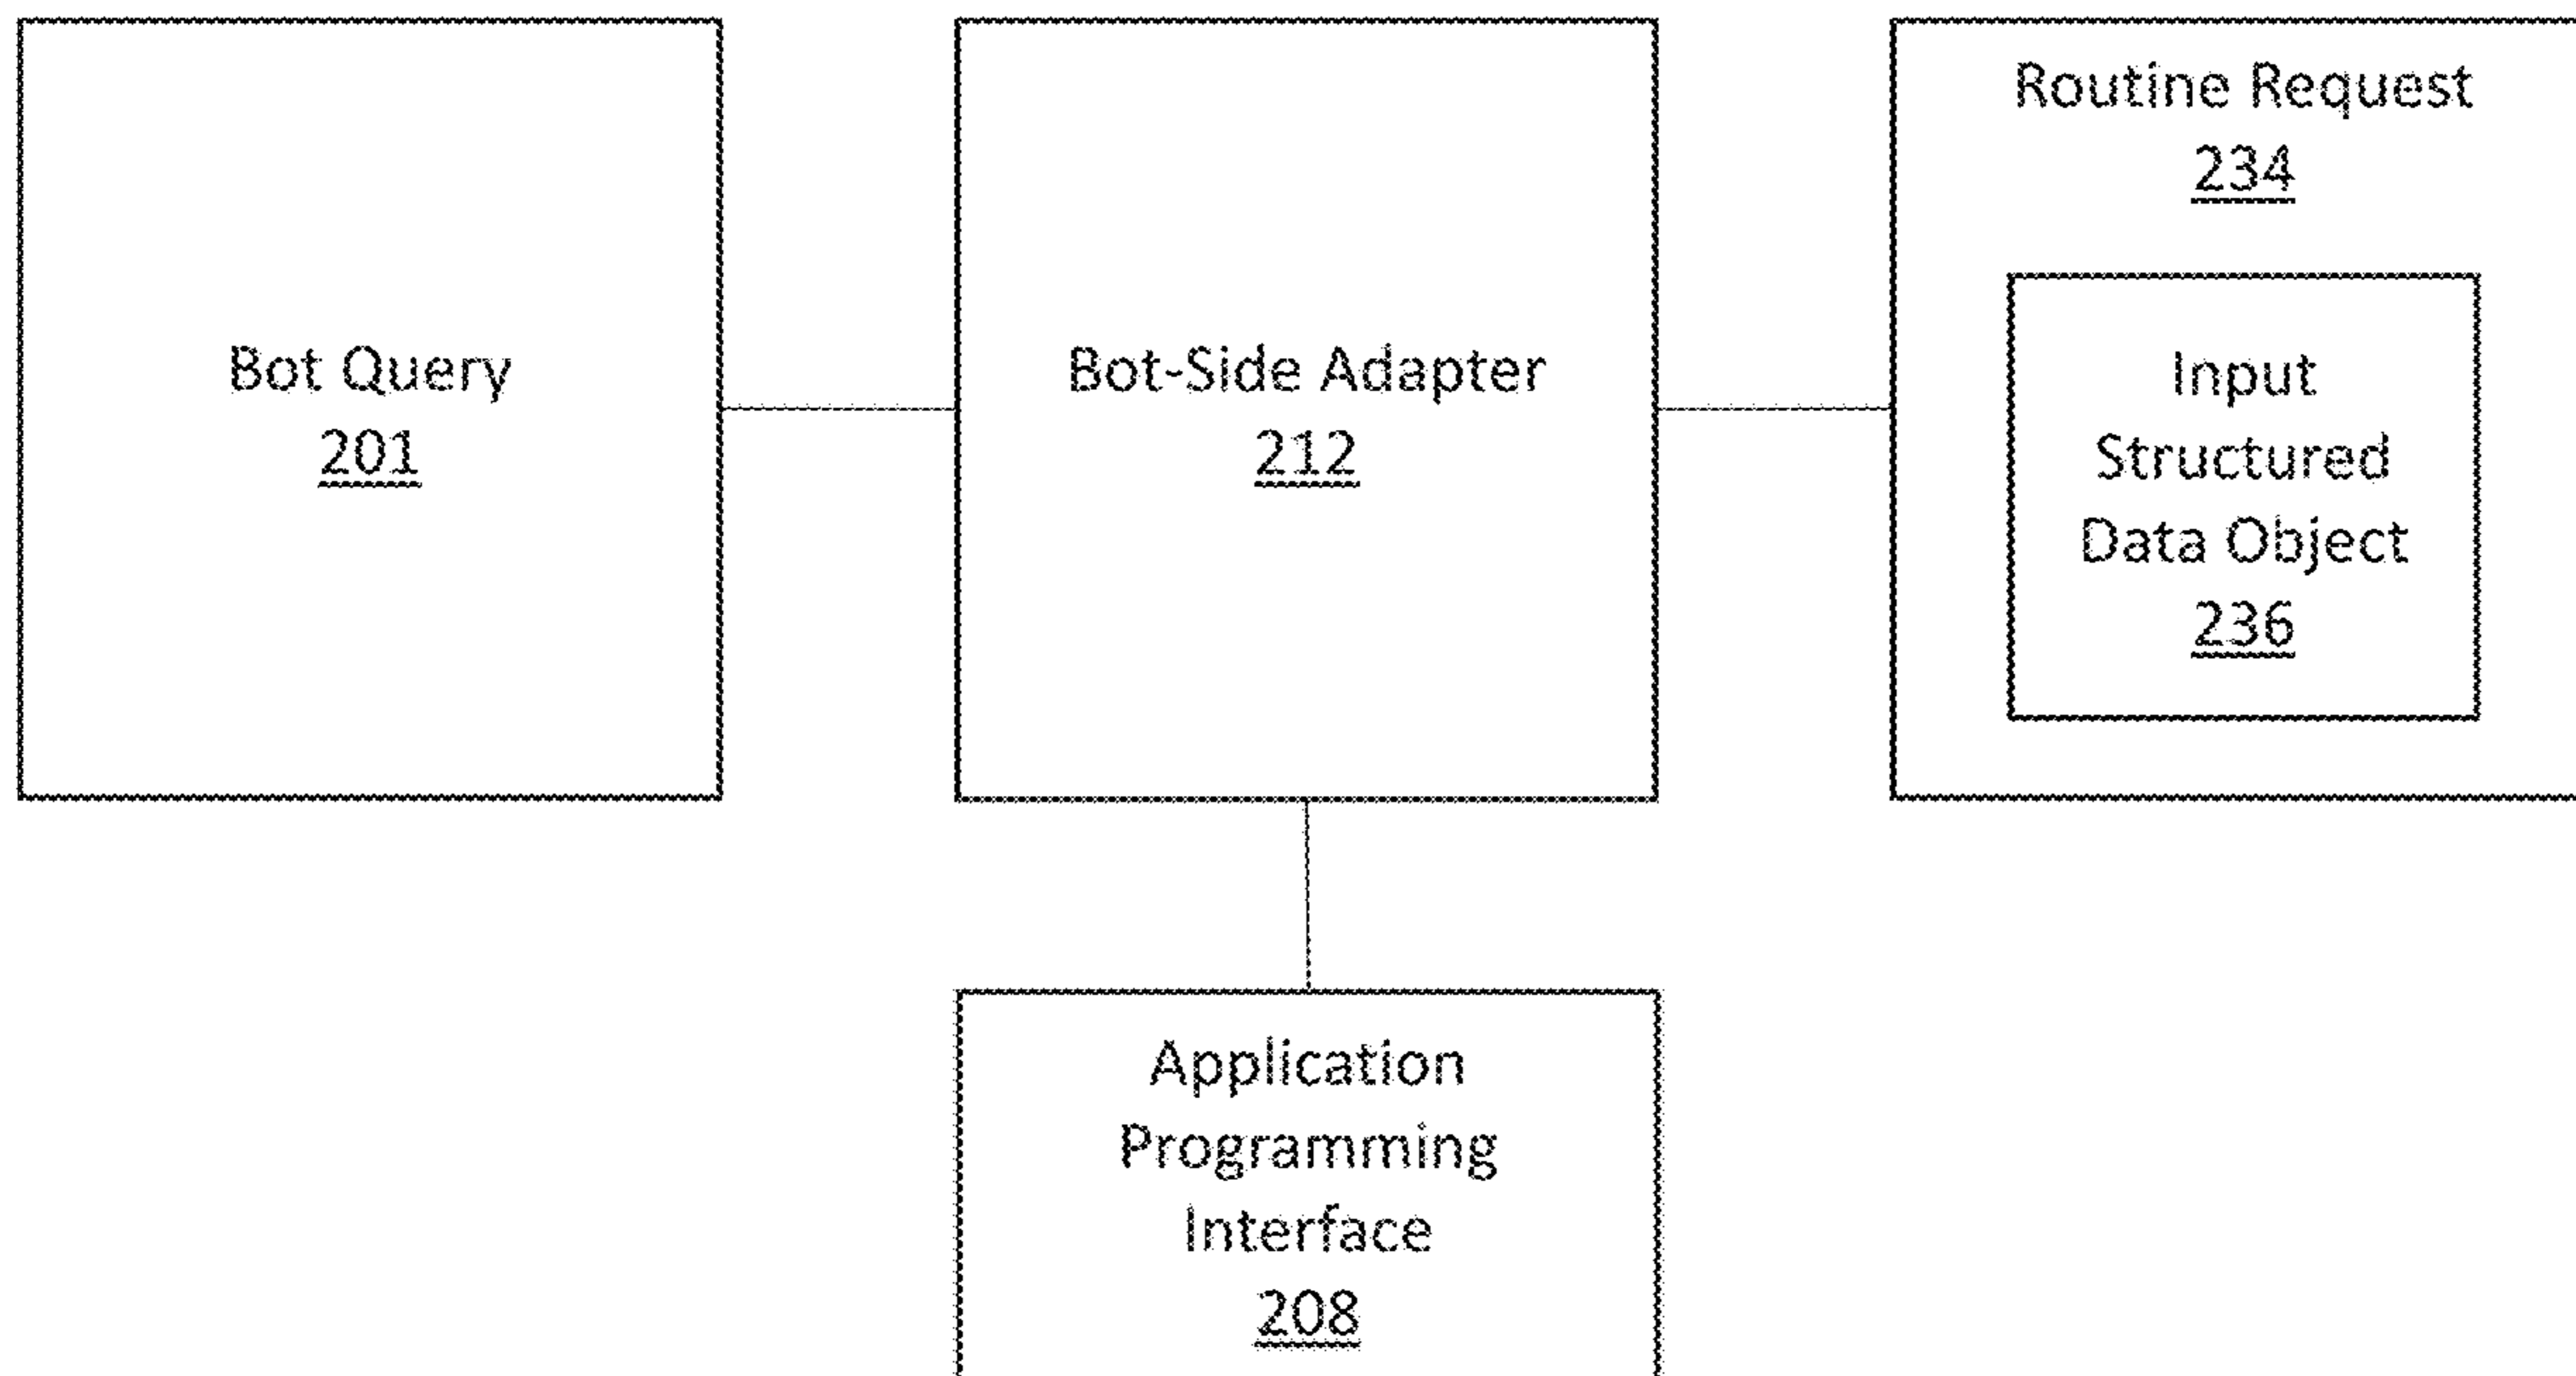 Bot Query
201
Bot-Side Adapter
212
Routine Request
234
Input
Structured
Data Object
236
Application
Programming
Interface
208